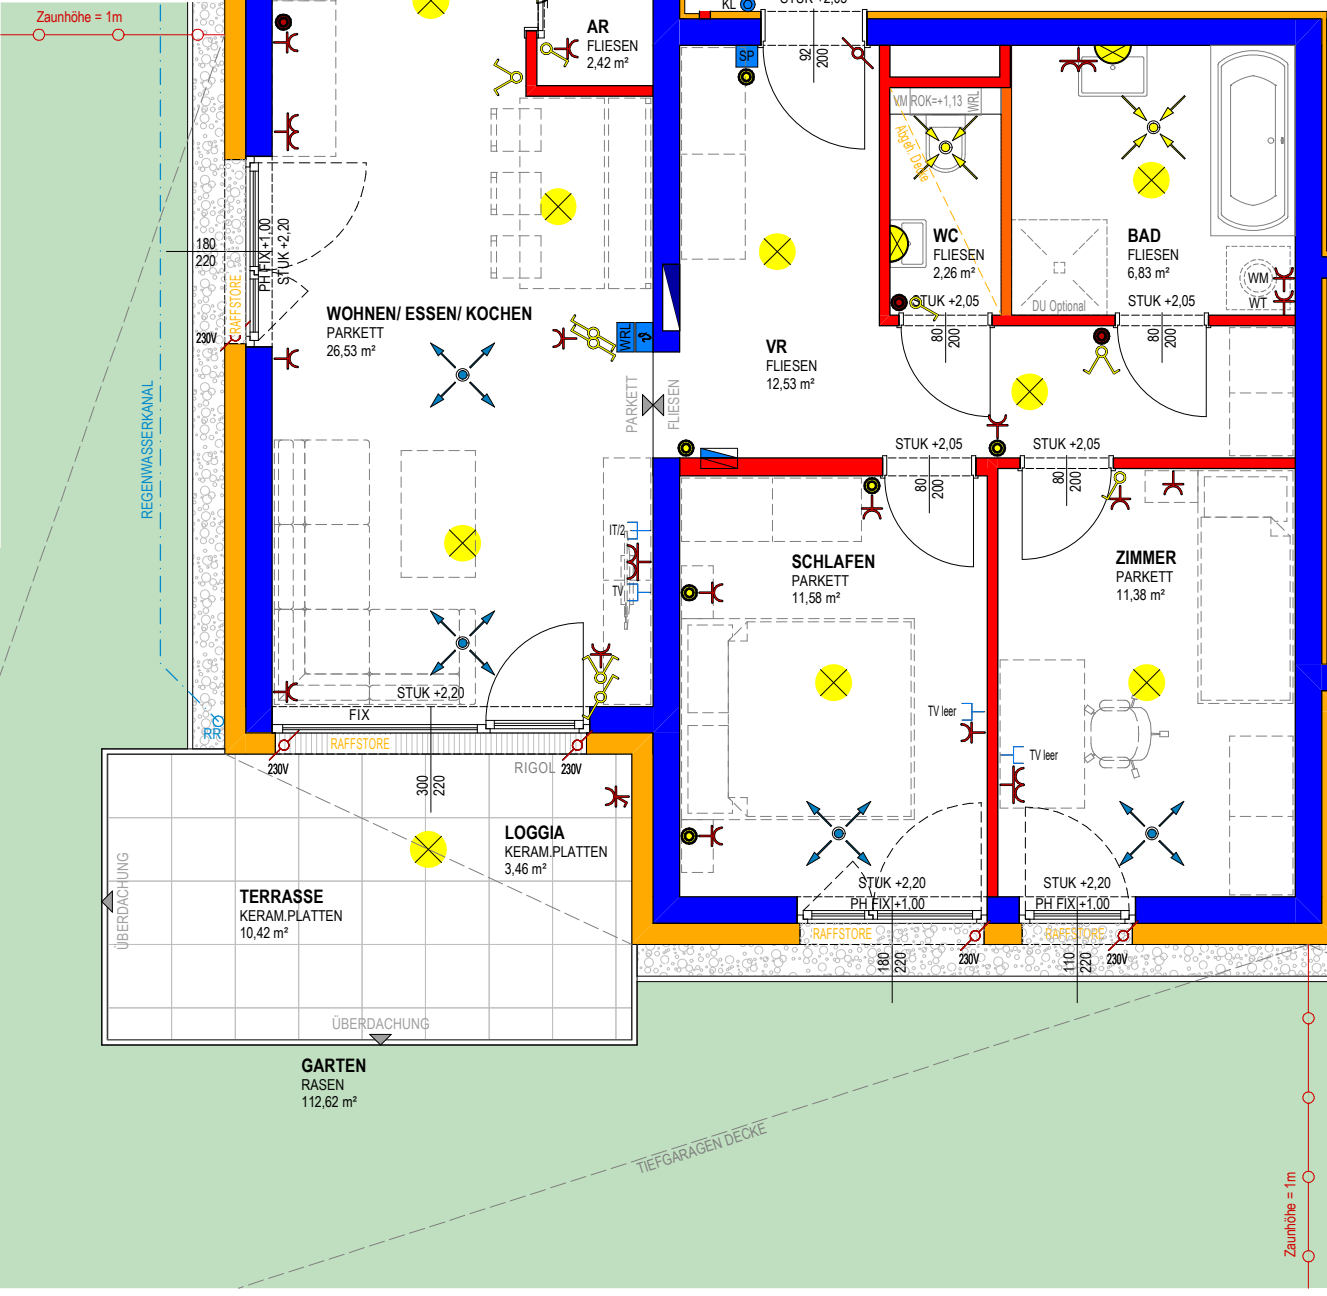 Zaunhöhe = 1m
KL
STUK +2,05
AR
FLIESEN
2,42 m²
SP
92
200
VM ROK=+1,13
WRL
Abgeh.Decke
180
220
PH FIX +1,00
STUK +2,20
RAFFSTORE
230V
WOHNEN/ ESSEN/ KOCHEN
PARKETT
26,53 m²
WRL
WC
FLIESEN
2,26 m²
STUK +2,05
BAD
FLIESEN
6,83 m²
DU Optional
STUK +2,05
WM
WT
80
200
80
200
VR
FLIESEN
12,53 m²
PARKETT
FLIESEN
REGENWASSERKANAL
STUK +2,05
STUK +2,05
80
200
80
200
IT/2
TV
SCHLAFEN
PARKETT
11,58 m²
ZIMMER
PARKETT
11,38 m²
STUK +2,20
FIX
RR
RAFFSTORE
230V
RIGOL
230V
300
220
TV leer
TV leer
LOGGIA
KERAM.PLATTEN
3,46 m²
ÜBERDACHUNG
TERRASSE
KERAM.PLATTEN
10,42 m²
STUK +2,20
PH FIX +1,00
STUK +2,20
PH FIX +1,00
RAFFSTORE
RAFFSTORE
180
220
230V
110
220
230V
ÜBERDACHUNG
GARTEN
RASEN
112,62 m²
TIEFGARAGEN DECKE
Zaunhöhe = 1m